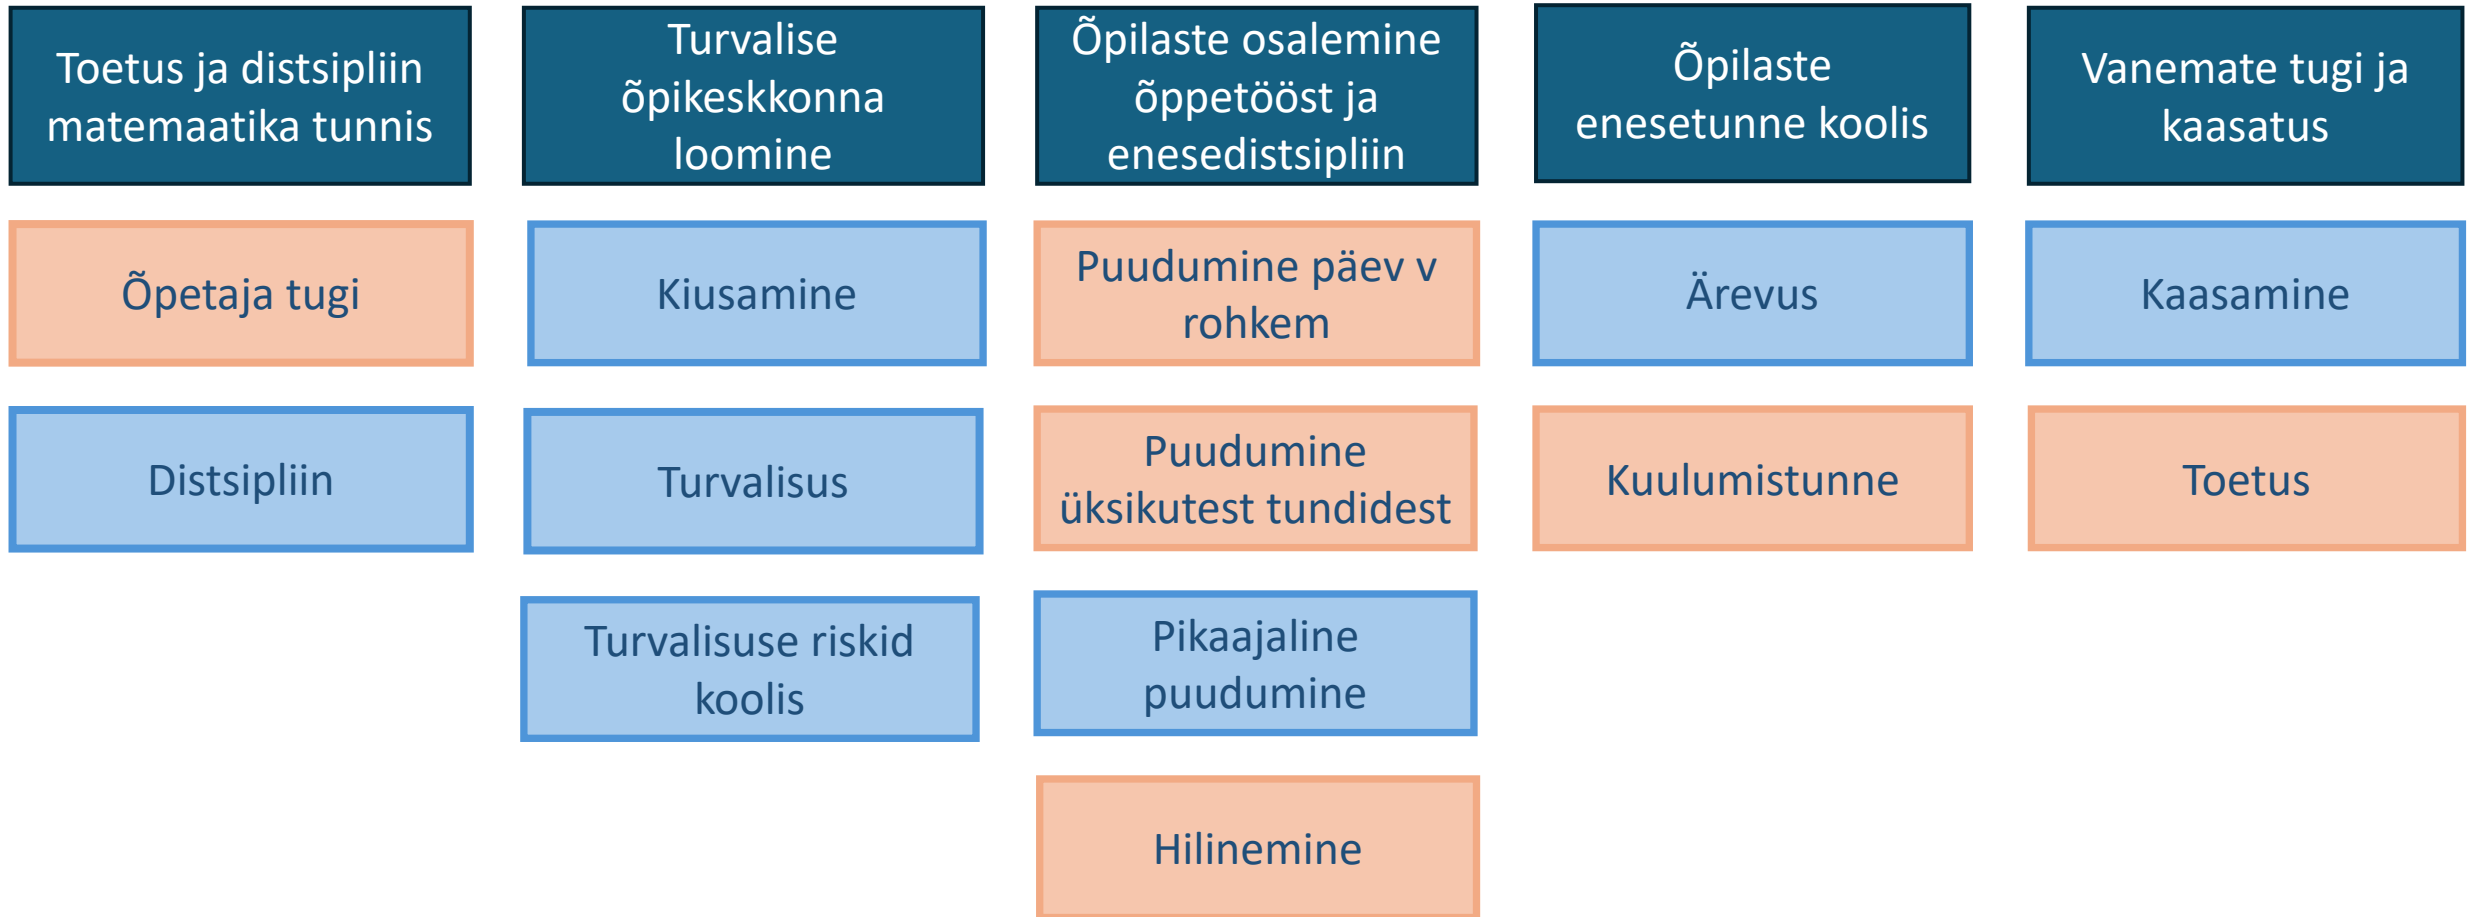 Toetus ja distsipliin
matemaatika tunnis
Turvalise
õpikeskkonna
loomine
Õpilaste osalemine
õppetööst ja
enesedistsipliin
Õpilaste
enesetunne koolis
Vanemate tugi ja
kaasatus
Õpetaja tugi
Kiusamine
Puudumine päev v
rohkem
Ärevus
Kaasamine
Distsipliin
Turvalisus
Puudumine
üksikutest tundidest
Kuulumistunne
Toetus
Turvalisuse riskid
koolis
Pikaajaline
puudumine
Hilinemine